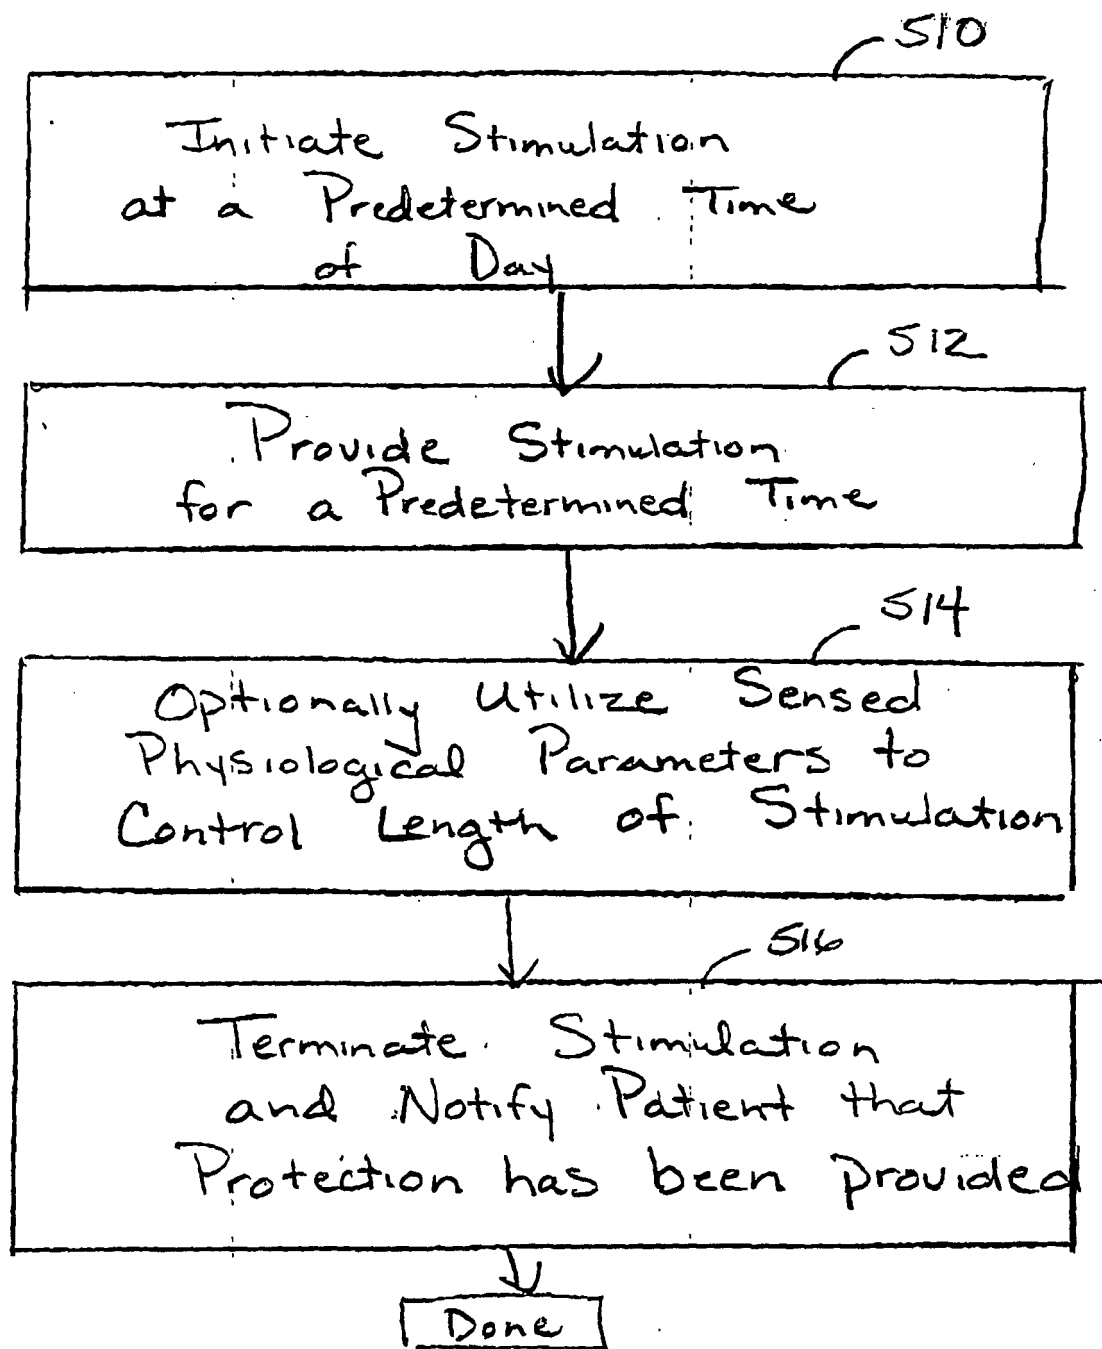 510
Initiate Stimulation
at a Predetermined Time
of Day
512
Provide Stimulation
for a Predetermined Time
514
Optionally Utilize Sensed
Physiological Parameters to
Control Length of Stimulation
516
Terminate Stimulation
and Notify Patient that
Protection has been provided
Done